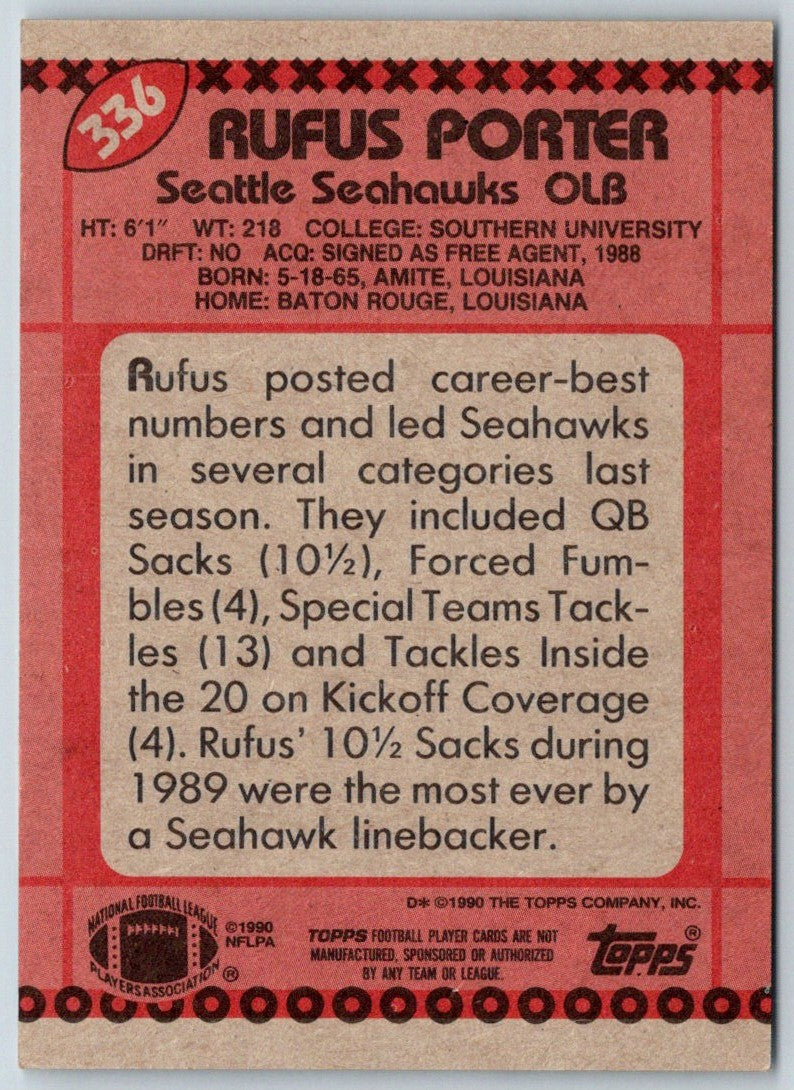 336
RUFUS PORTER
Seattle Seahawks OLB
HT: 6'1" WT: 218 COLLEGE: SOUTHERN UNIVERSITY
DRFT: NO ACQ: SIGNED AS FREE AGENT, 1988
BORN: 5-18-65, AMITE, LOUISIANA
HOME: BATON ROUGE, LOUISIANA
Rufus posted career-best
numbers and led Seahawks
in several categories last
season. They included QB
Sacks (10½), Forced Fum-
bles (4), Special Teams Tack-
les (13) and Tackles Inside
the 20 on Kickoff Coverage
(4). Rufus' 10½ Sacks during
1989 were the most ever by
a Seahawk linebacker.
D* ©1990 THE TOPPS COMPANY, INC.
NATIONAL FOOTBALL LEAGUE
PLAYERS ASSOCIATION ®
©1990
NFLPA
TOPPS FOOTBALL PLAYER CARDS ARE NOT
MANUFACTURED, SPONSORED OR AUTHORIZED
BY ANY TEAM OR LEAGUE.
Topps ®